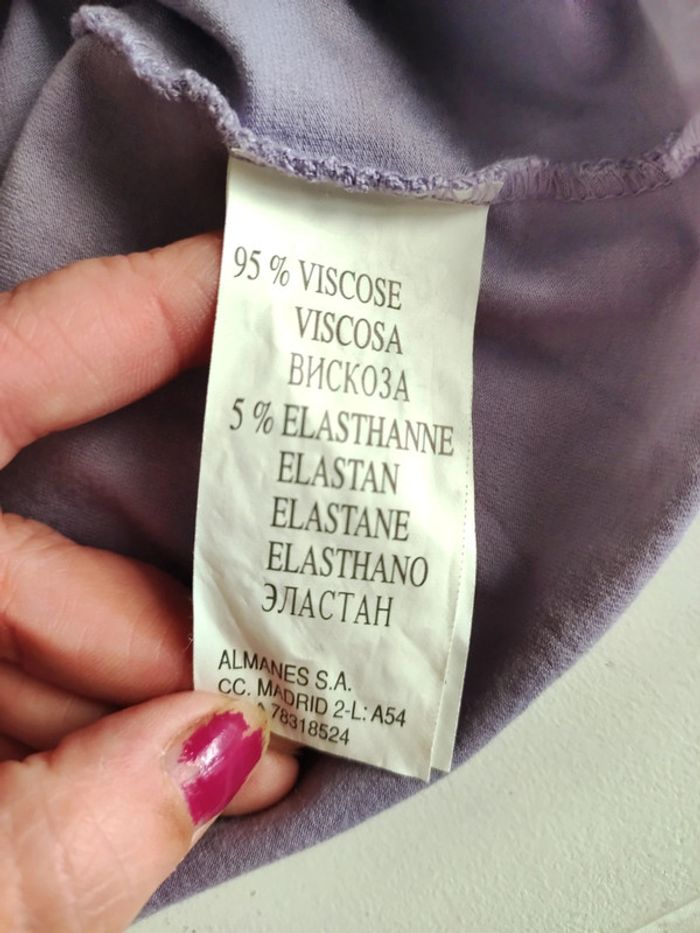 95 % VISCOSE
VISCOSA
ВИСКОЗА
5 % ELASTHANNE
ELASTAN
ELASTANE
ELASTHANO
ЭЛАСТАН
ALMANES S.A.
CC. MADRID 2-L: A54
78318524